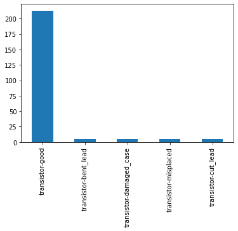 200
175
150
125
100
75
50
25
0
transistor-good
transistor-bent_lead
transistor-damaged_case
transistor-misplaced
transistor-cut_lead